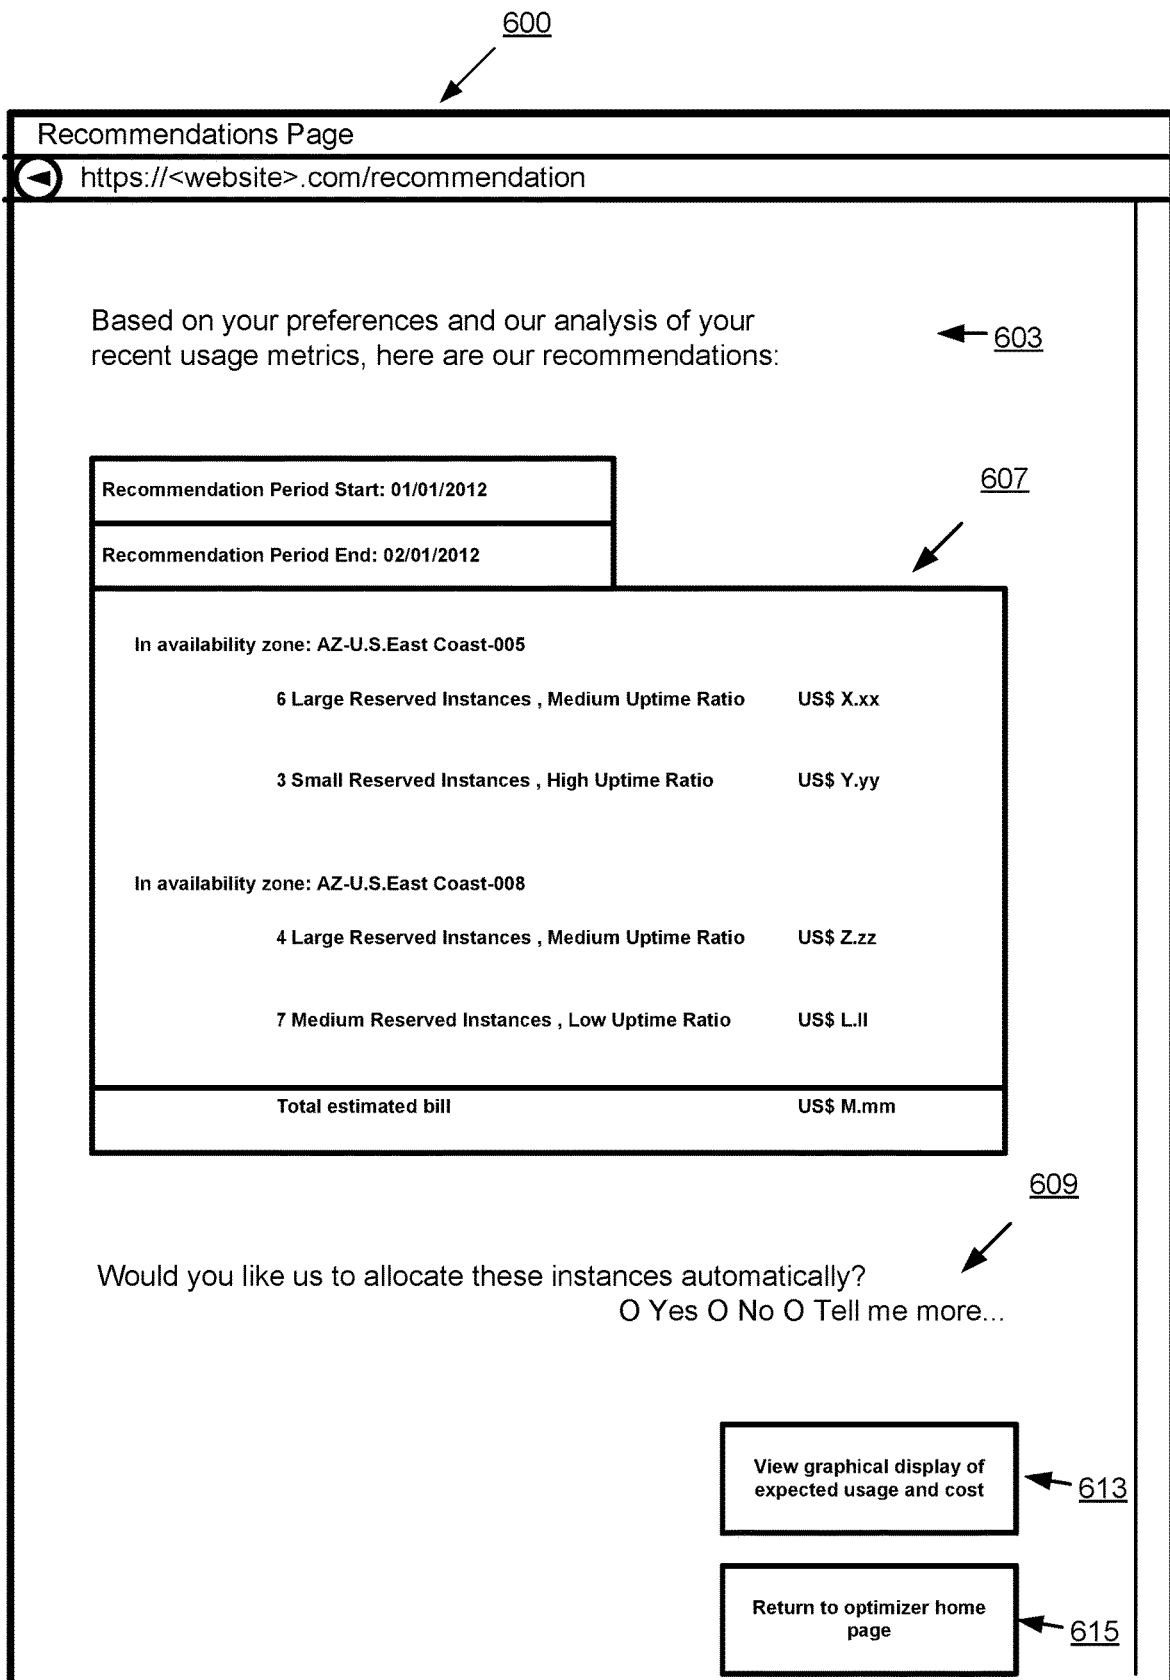 600
Recommendations Page
https://<website>.com/recommendation
Based on your preferences and our analysis of your
recent usage metrics, here are our recommendations:
603
Recommendation Period Start: 01/01/2012
607
Recommendation Period End: 02/01/2012
In availability zone: AZ-U.S.East Coast-005
6 Large Reserved Instances , Medium Uptime Ratio US$ X.xx
3 Small Reserved Instances , High Uptime Ratio US$ Y.yy
In availability zone: AZ-U.S.East Coast-008
4 Large Reserved Instances , Medium Uptime Ratio US$ Z.zz
7 Medium Reserved Instances , Low Uptime Ratio US$ L.ll
Total estimated bill US$ M.mm
609
Would you like us to allocate these instances automatically?
O Yes O No O Tell me more...
View graphical display of
expected usage and cost
613
Return to optimizer home
page
615